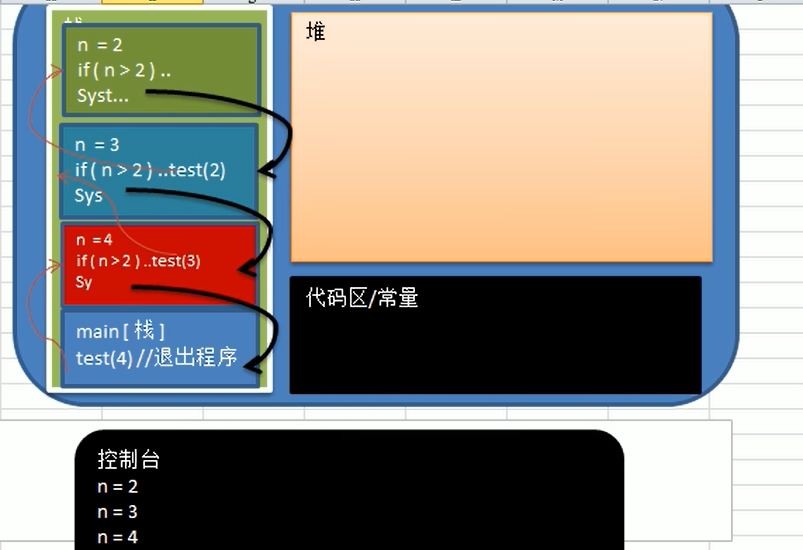 栈
n = 2
if ( n > 2 ) ..
Syst...
n = 3
if ( n > 2 ) ..test(2)
Sys
n = 4
if ( n > 2 ) ..test(3)
Sy
main [ 栈 ]
test(4) //退出程序
堆
代码区/常量
控制台
n = 2
n = 3
n = 4